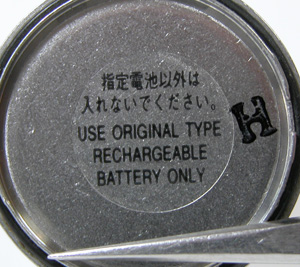 指定電池以外は
入れないでください。
USE ORIGINAL TYPE
RECHARGEABLE
BATTERY ONLY
H